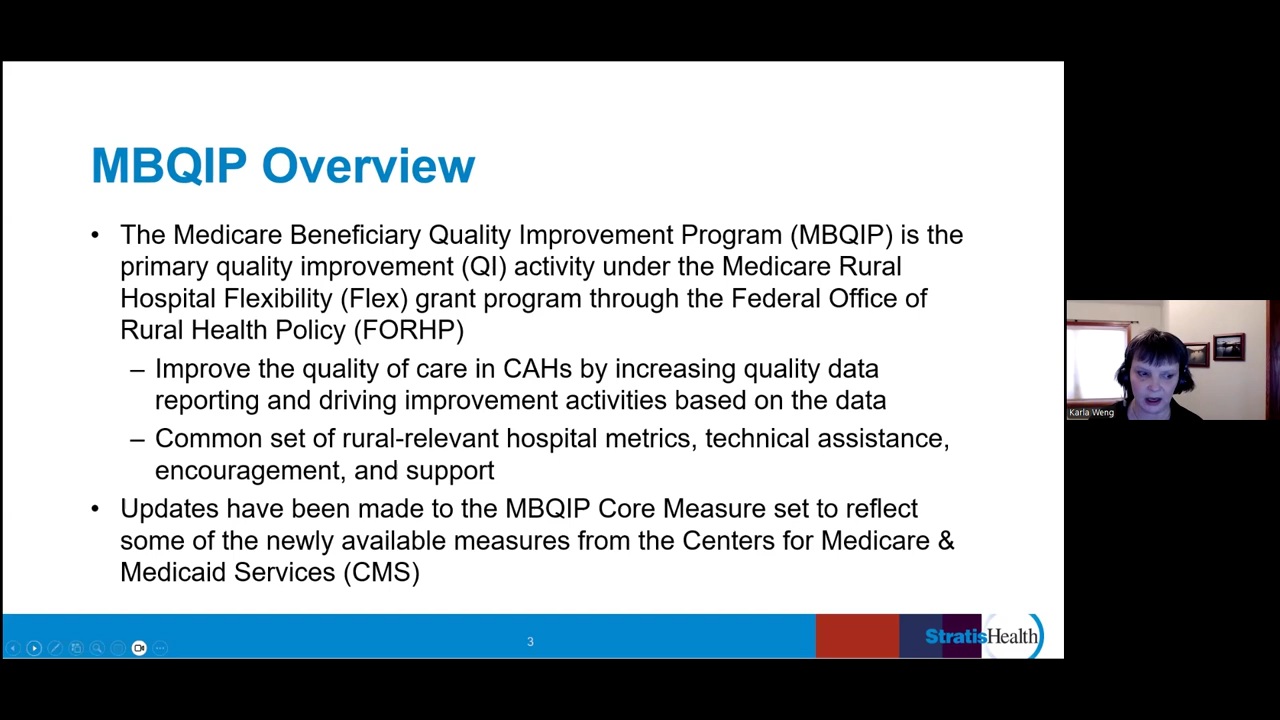 MBQIP Overview
• The Medicare Beneficiary Quality Improvement Program (MBQIP) is the
primary quality improvement (QI) activity under the Medicare Rural
Hospital Flexibility (Flex) grant program through the Federal Office of
Rural Health Policy (FORHP)
– Improve the quality of care in CAHs by increasing quality data
reporting and driving improvement activities based on the data
– Common set of rural-relevant hospital metrics, technical assistance,
encouragement, and support
• Updates have been made to the MBQIP Core Measure set to reflect
some of the newly available measures from the Centers for Medicare &
Medicaid Services (CMS)
3
StratisHealth
Karla Weng